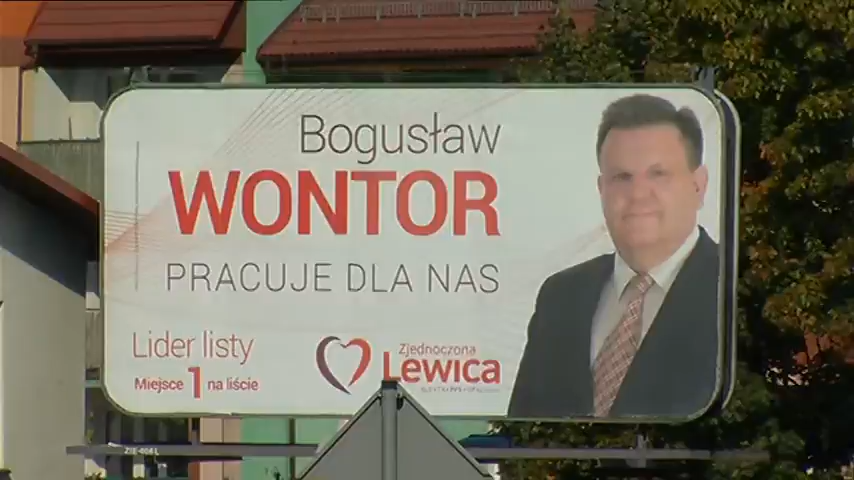 Bogusław
WONTOR
PRACUJE DLA NAS
Lider listy
Miejsce 1 na liście
Zjednoczona
Lewica